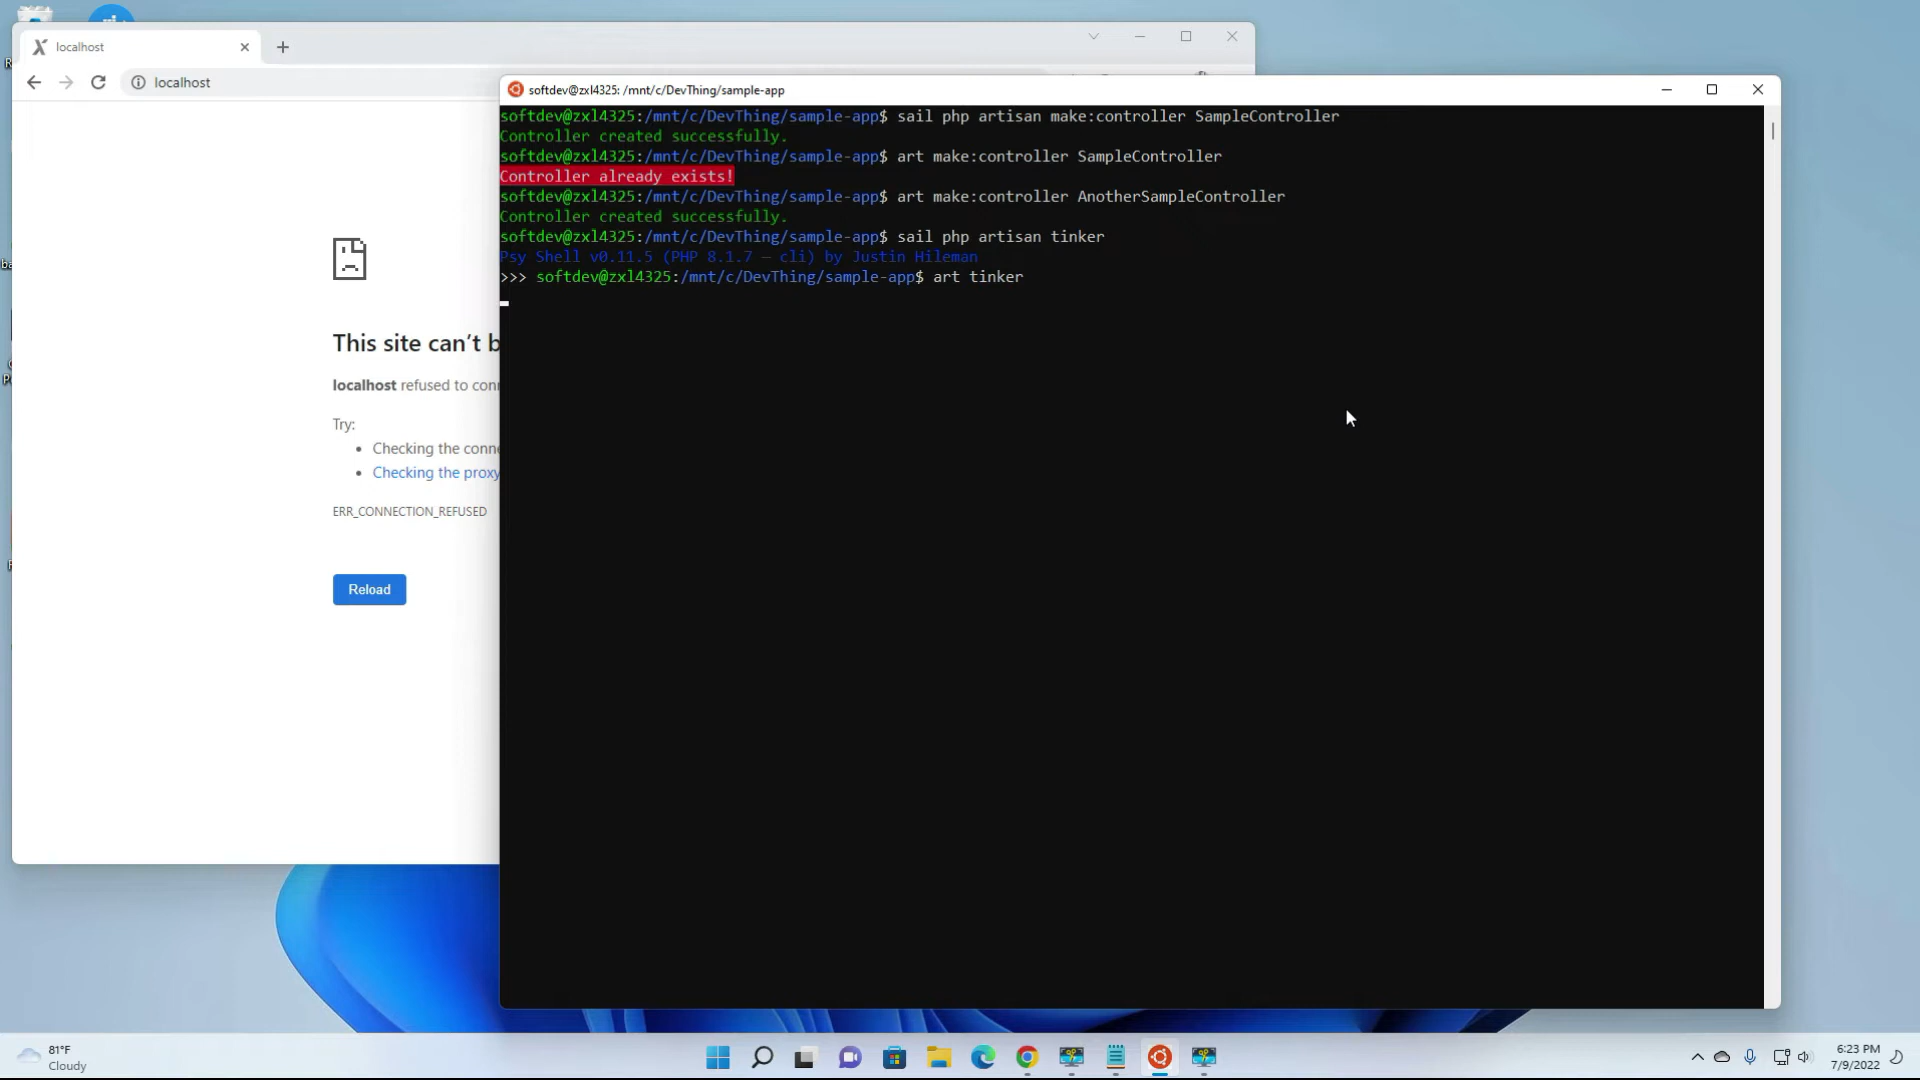 localhost
localhost
This site can't b
localhost refused to con
Try:
Checking the conne
Checking the proxy
ERR_CONNECTION_REFUSED
Reload
softdev@zxl4325: /mnt/c/DevThing/sample-app
softdev@zxl4325:/mnt/c/DevThing/sample-app$ sail php artisan make:controller SampleController
Controller created successfully.
softdev@zxl4325:/mnt/c/DevThing/sample-app$ art make:controller SampleController
Controller already exists!
softdev@zxl4325:/mnt/c/DevThing/sample-app$ art make:controller AnotherSampleController
Controller created successfully.
softdev@zxl4325:/mnt/c/DevThing/sample-app$ sail php artisan tinker
Psy Shell v0.11.5 (PHP 8.1.7 — cli) by Justin Hileman
>>> softdev@zxl4325:/mnt/c/DevThing/sample-app$ art tinker
81°F
Cloudy
6:23 PM
7/9/2022